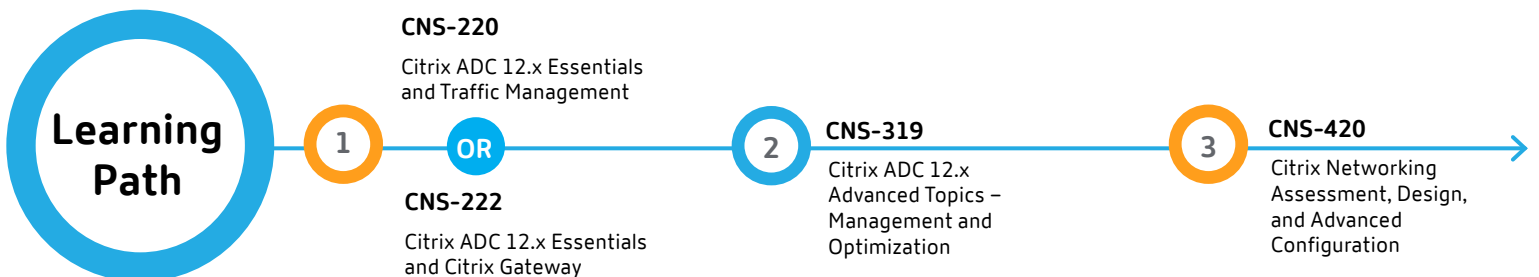 Learning
Path
1
CNS-220
Citrix ADC 12.x Essentials
and Traffic Management
OR
CNS-222
Citrix ADC 12.x Essentials
and Citrix Gateway
2
CNS-319
Citrix ADC 12.x
Advanced Topics –
Management and
Optimization
3
CNS-420
Citrix Networking
Assessment, Design,
and Advanced
Configuration